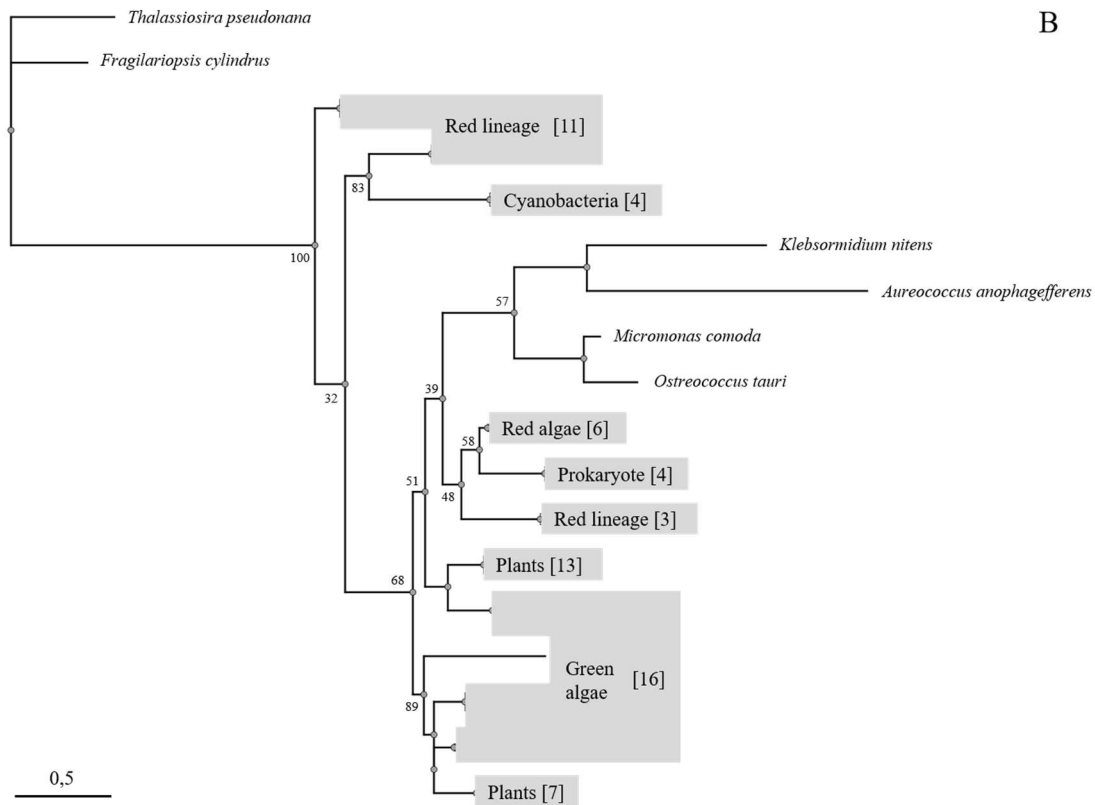 Thalassiosira pseudonana
B
Fragilariopsis cylindrus
Red lineage [11]
83
Cyanobacteria [4]
100
Klebsormidium nitens
Aureococcus anophagefferens
57
Micromonas comoda
Ostreococcus tauri
32
39
Red algae [6]
58
Prokaryote [4]
51
48
Red lineage [3]
Plants [13]
68
Green
algae
[16]
89
0,5
Plants [7]